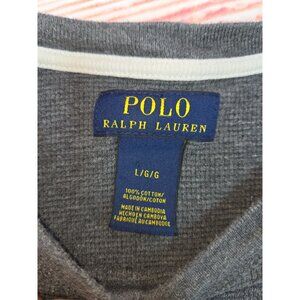 POLO
RALPH LAUREN
L/G/G
100% COTTON/
ALGODÓN/COTON
MADE IN CAMBODIA
HECHO EN CAMBOYA
FABRIQUÉ AU CAMBODGE